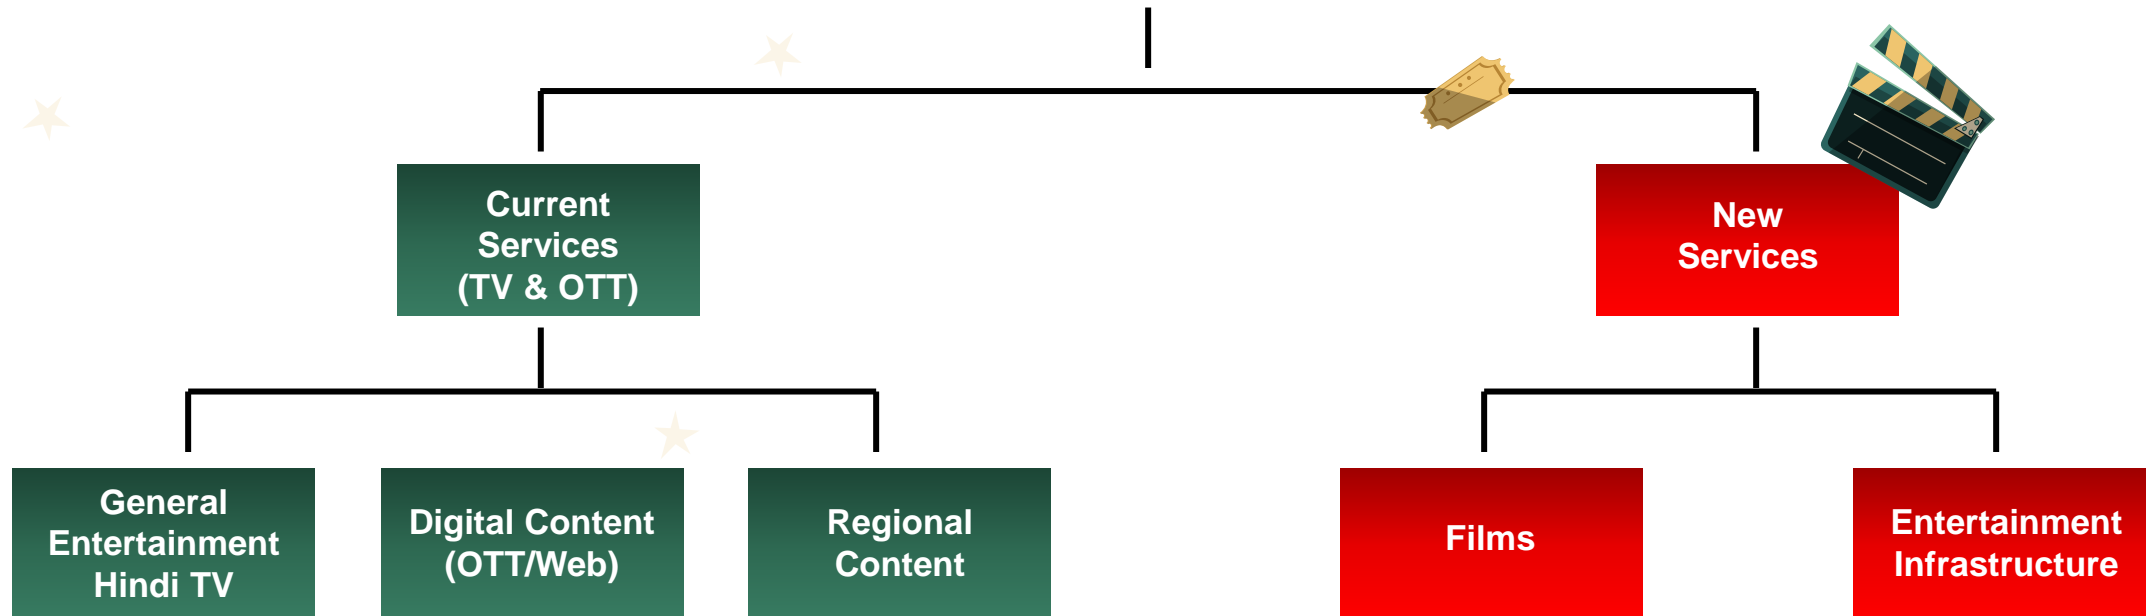 Current
Services
(TV & OTT)
New
Services
General
Entertainment
Hindi TV
Digital Content
(OTT/Web)
Regional
Content
Films
Entertainment
Infrastructure